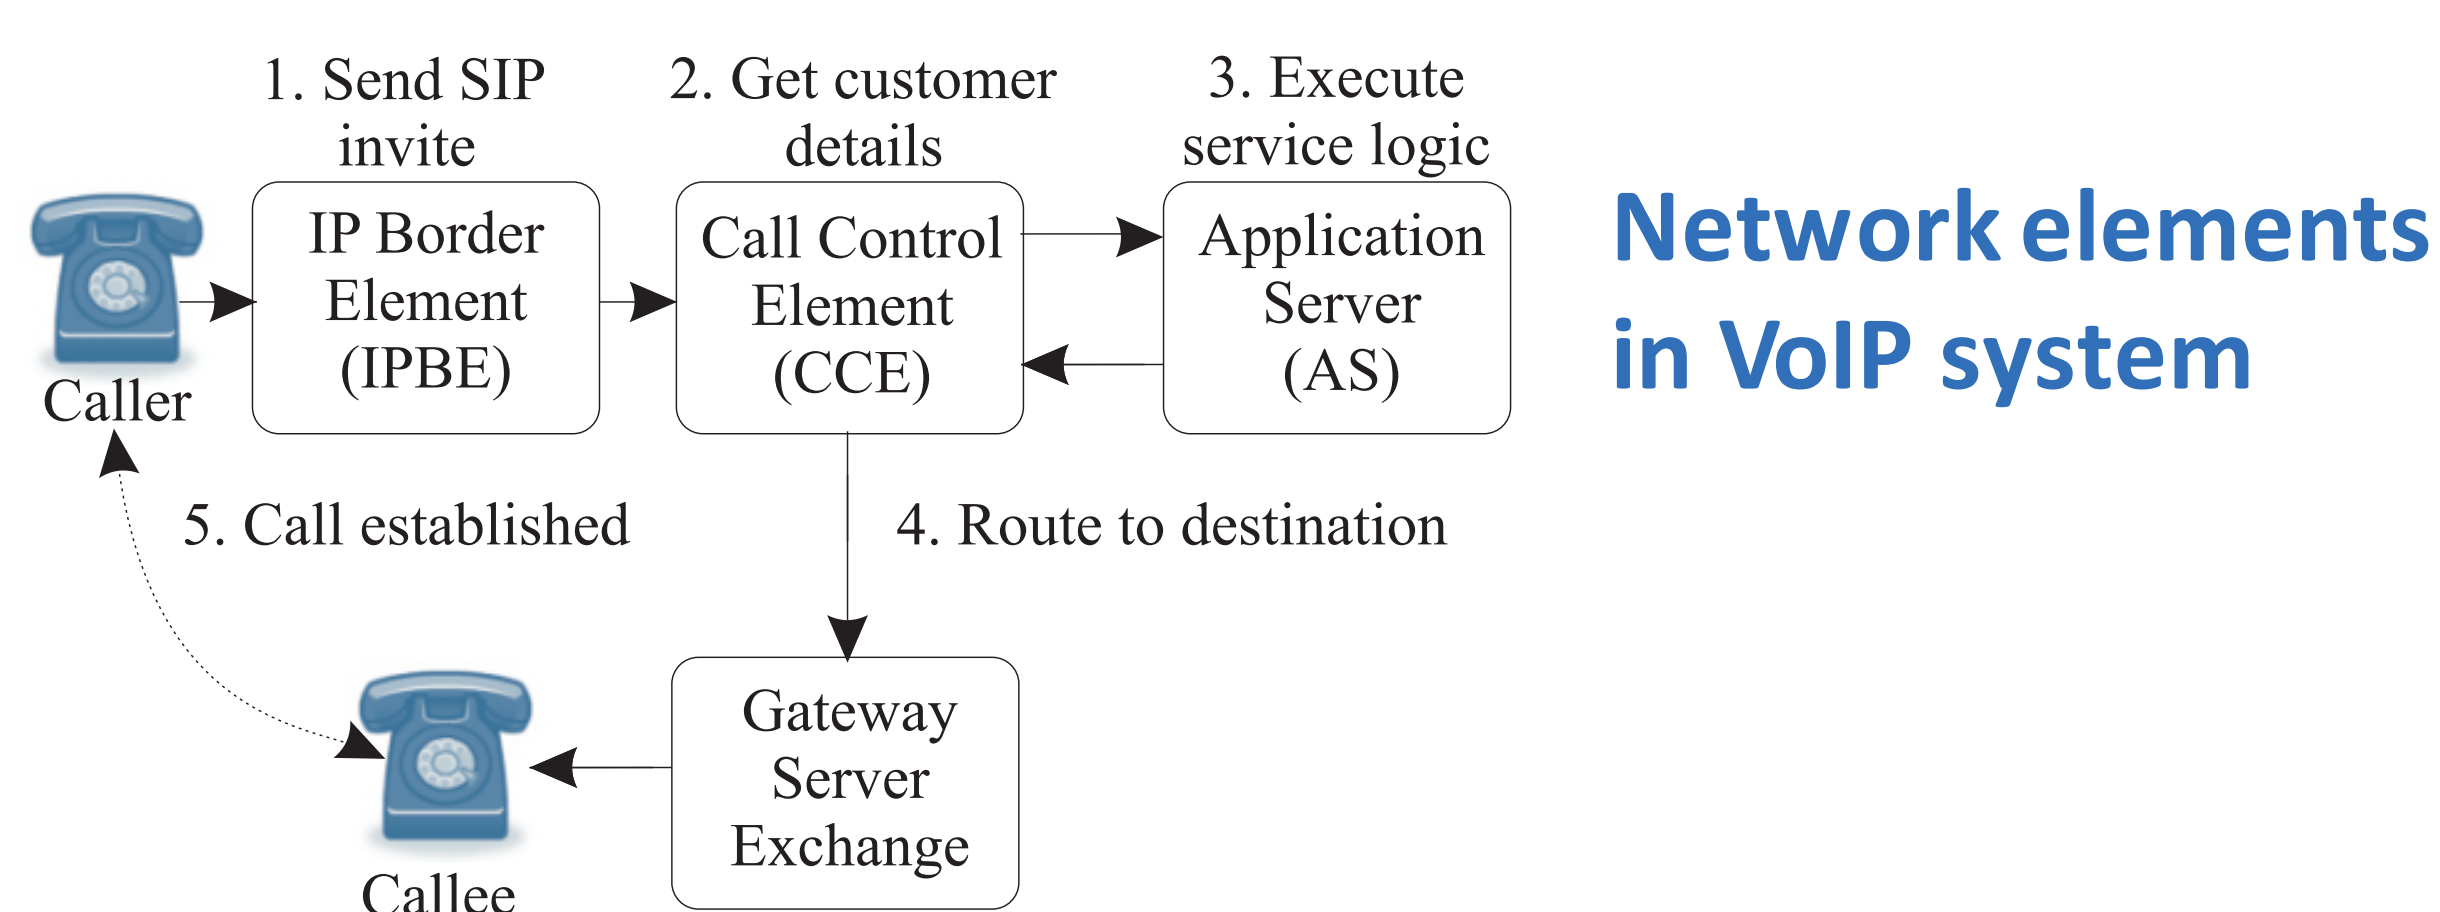 1. Send SIP
invite
2. Get customer
details
3. Execute
service logic
IP Border
Element
(IPBE)
Call Control
Element
(CCE)
Application
Server
(AS)
Network elements
in VoIP system
Caller
5. Call established
4. Route to destination
Gateway
Server
Exchange
Callee